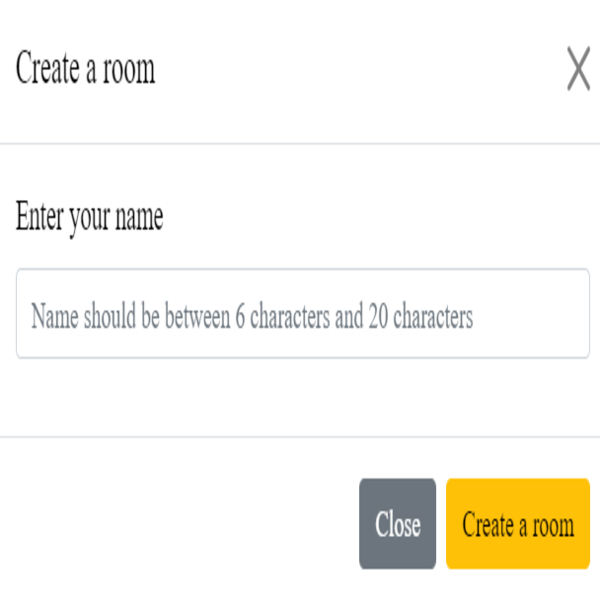 Create a room
Enter your name
Name should be between 6 characters and 20 characters
Close
Create a room